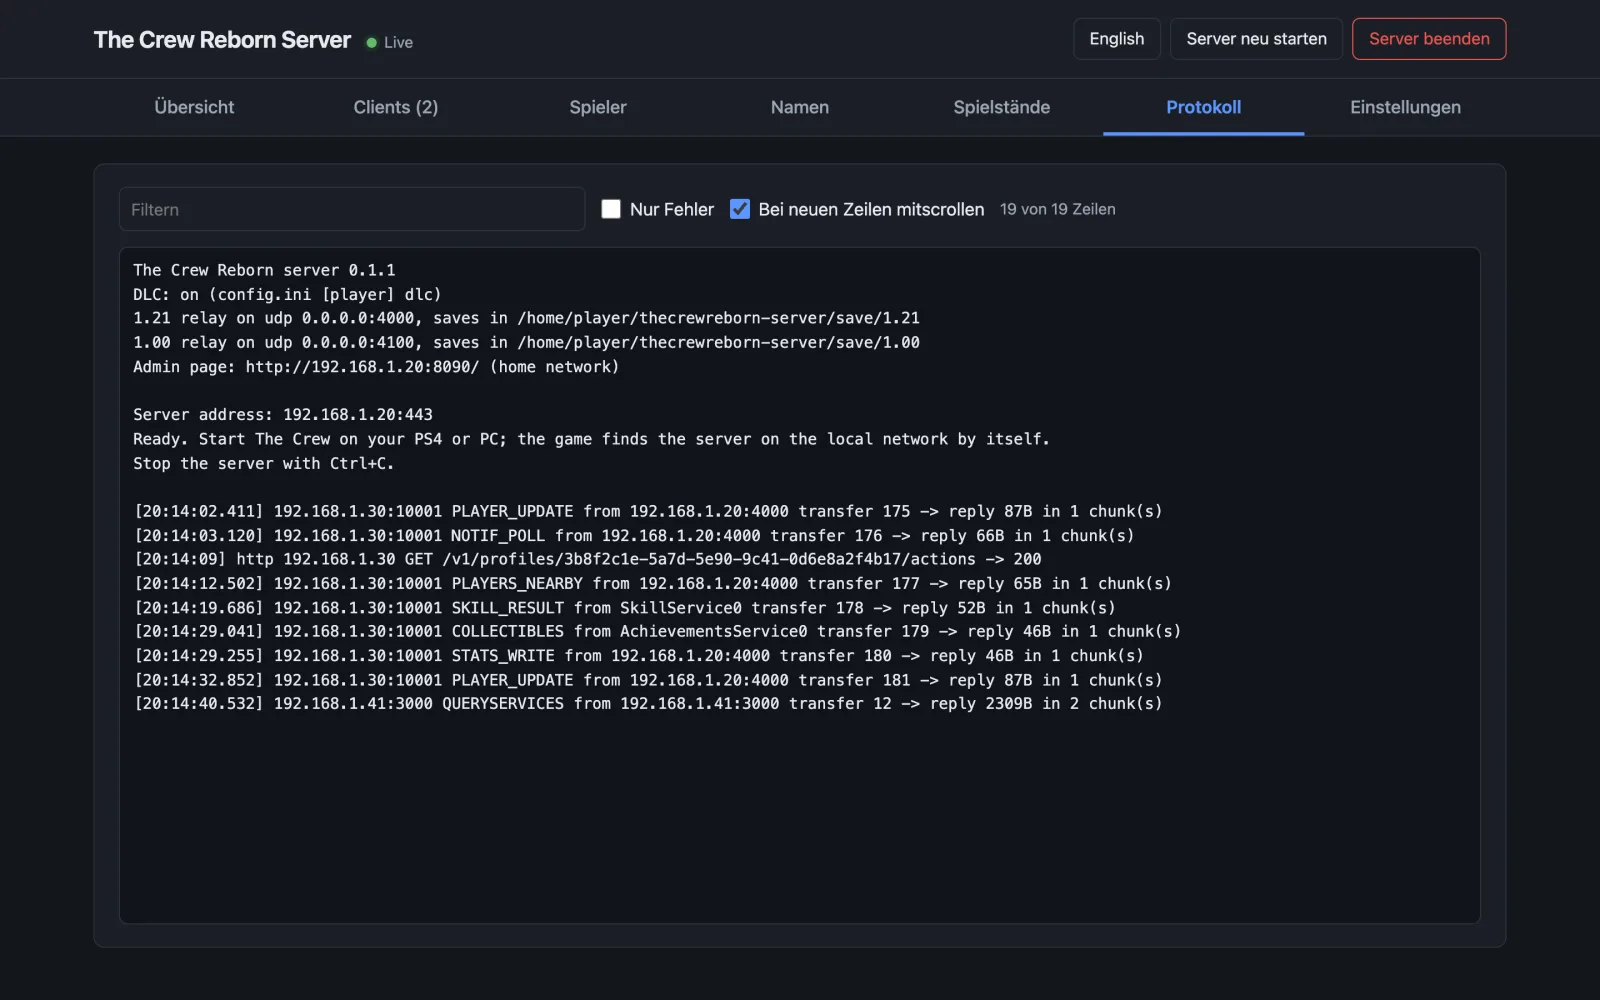 The Crew Reborn Server
Live
English
Server neu starten
Server beenden
Übersicht
Clients (2)
Spieler
Namen
Spielstände
Protokoll
Einstellungen
Filtern
Nur Fehler
Bei neuen Zeilen mitscrollen
19 von 19 Zeilen
The Crew Reborn server 0.1.1
DLC: on (config.ini [player] dlc)
1.21 relay on udp 0.0.0.0:4000, saves in /home/player/thecrewreborn-server/save/1.21
1.00 relay on udp 0.0.0.0:4100, saves in /home/player/thecrewreborn-server/save/1.00
Admin page: http://192.168.1.20:8090/ (home network)
Server address: 192.168.1.20:443
Ready. Start The Crew on your PS4 or PC; the game finds the server on the local network by itself.
Stop the server with Ctrl+C.
[20:14:02.411] 192.168.1.30:10001 PLAYER_UPDATE from 192.168.1.20:4000 transfer 175 -> reply 87B in 1 chunk(s)
[20:14:03.120] 192.168.1.30:10001 NOTIF_POLL from 192.168.1.20:4000 transfer 176 -> reply 66B in 1 chunk(s)
[20:14:09] http 192.168.1.30 GET /v1/profiles/3b8f2c1e-5a7d-5e90-9c41-0d6e8a2f4b17/actions -> 200
[20:14:12.502] 192.168.1.30:10001 PLAYERS_NEARBY from 192.168.1.20:4000 transfer 177 -> reply 65B in 1 chunk(s)
[20:14:19.686] 192.168.1.30:10001 SKILL_RESULT from SkillService0 transfer 178 -> reply 52B in 1 chunk(s)
[20:14:29.041] 192.168.1.30:10001 COLLECTIBLES from AchievementsService0 transfer 179 -> reply 46B in 1 chunk(s)
[20:14:29.255] 192.168.1.30:10001 STATS_WRITE from 192.168.1.20:4000 transfer 180 -> reply 46B in 1 chunk(s)
[20:14:32.852] 192.168.1.30:10001 PLAYER_UPDATE from 192.168.1.20:4000 transfer 181 -> reply 87B in 1 chunk(s)
[20:14:40.532] 192.168.1.41:3000 QUERYSERVICES from 192.168.1.41:3000 transfer 12 -> reply 2309B in 2 chunk(s)